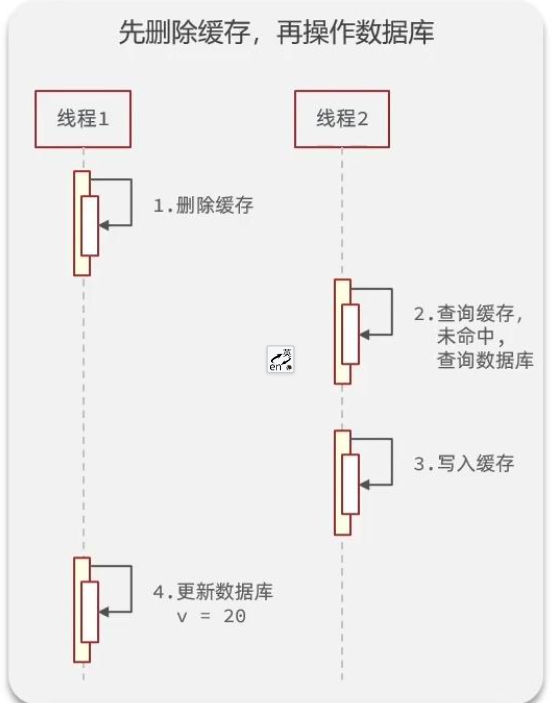 先删除缓存，再操作数据库
线程1
线程2
1.删除缓存
2.查询缓存，
未命中，
查询数据库
英
en
3.写入缓存
4.更新数据库
v = 20